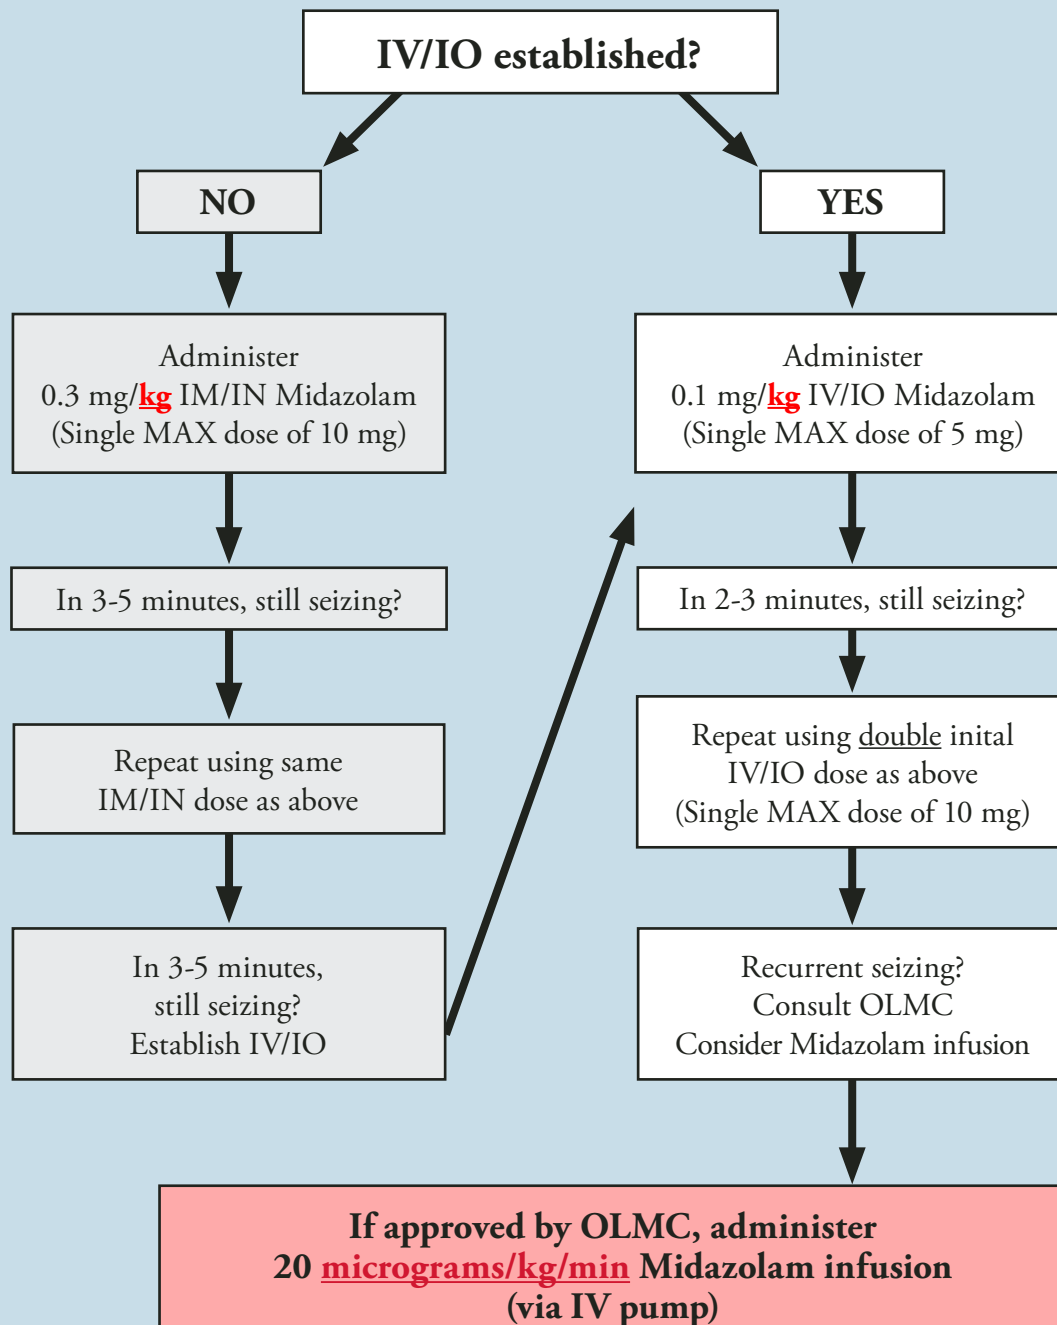 IV/IO established?
NO
YES
Administer
0.3 mg/kg IM/IN Midazolam
(Single MAX dose of 10 mg)
Administer
0.1 mg/kg IV/IO Midazolam
(Single MAX dose of 5 mg)
In 3-5 minutes, still seizing?
In 2-3 minutes, still seizing?
Repeat using same
IM/IN dose as above
Repeat using double inital
IV/IO dose as above
(Single MAX dose of 10 mg)
In 3-5 minutes,
still seizing?
Establish IV/IO
Recurrent seizing?
Consult OLMC
Consider Midazolam infusion
If approved by OLMC, administer
20 micrograms/kg/min Midazolam infusion
(via IV pump)